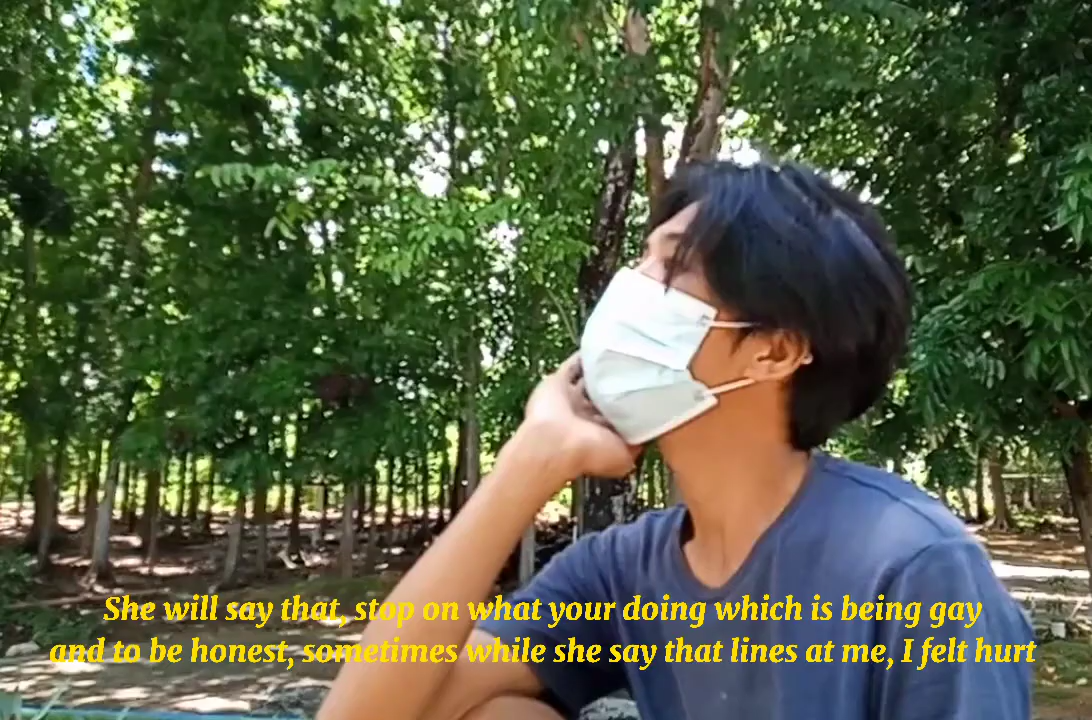 She will say that, stop on what your doing which is being gay
and to be honest, sometimes while she say that lines at me, I felt hurt